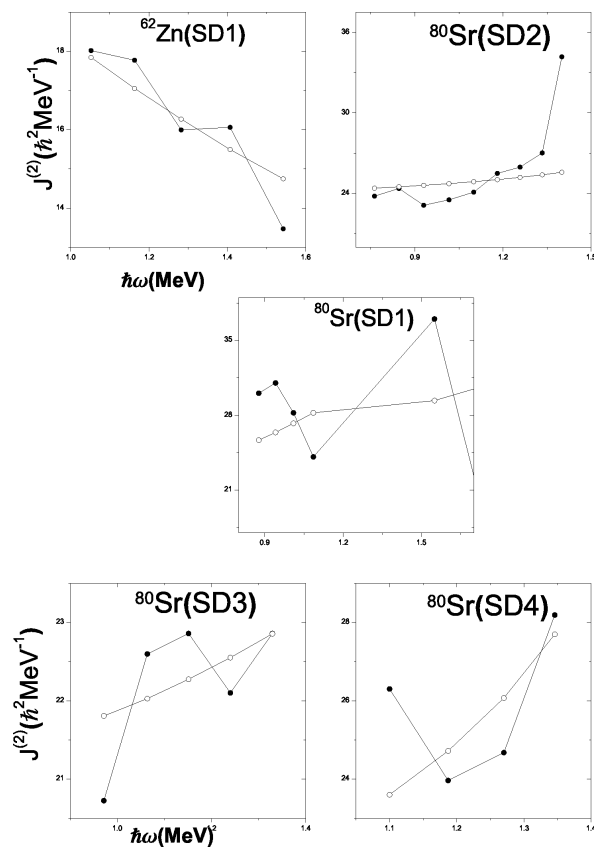 ⁶²Zn(SD1)
J⁽²⁾(ħ²MeV⁻¹)
18
16
14
1.0 1.2 1.4 1.6
ħω(MeV)
⁸⁰Sr(SD2)
36
30
24
0.9 1.2 1.5
⁸⁰Sr(SD1)
35
28
21
0.9 1.2 1.5
⁸⁰Sr(SD3)
J⁽²⁾(ħ²MeV⁻¹)
23
22
21
1.0 1.2 1.4
ħω(MeV)
⁸⁰Sr(SD4)
28
26
24
1.1 1.2 1.3 1.4